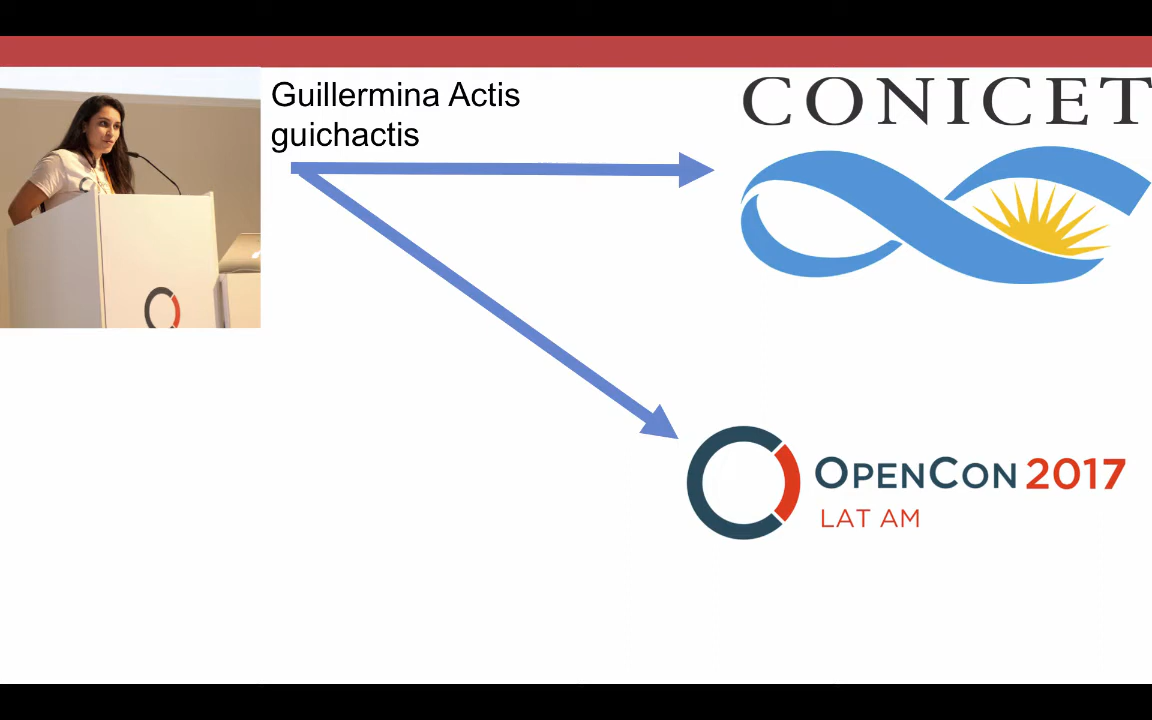 Guillermina Actis
guichactis
CONICET
OPENCON 2017
LAT AM